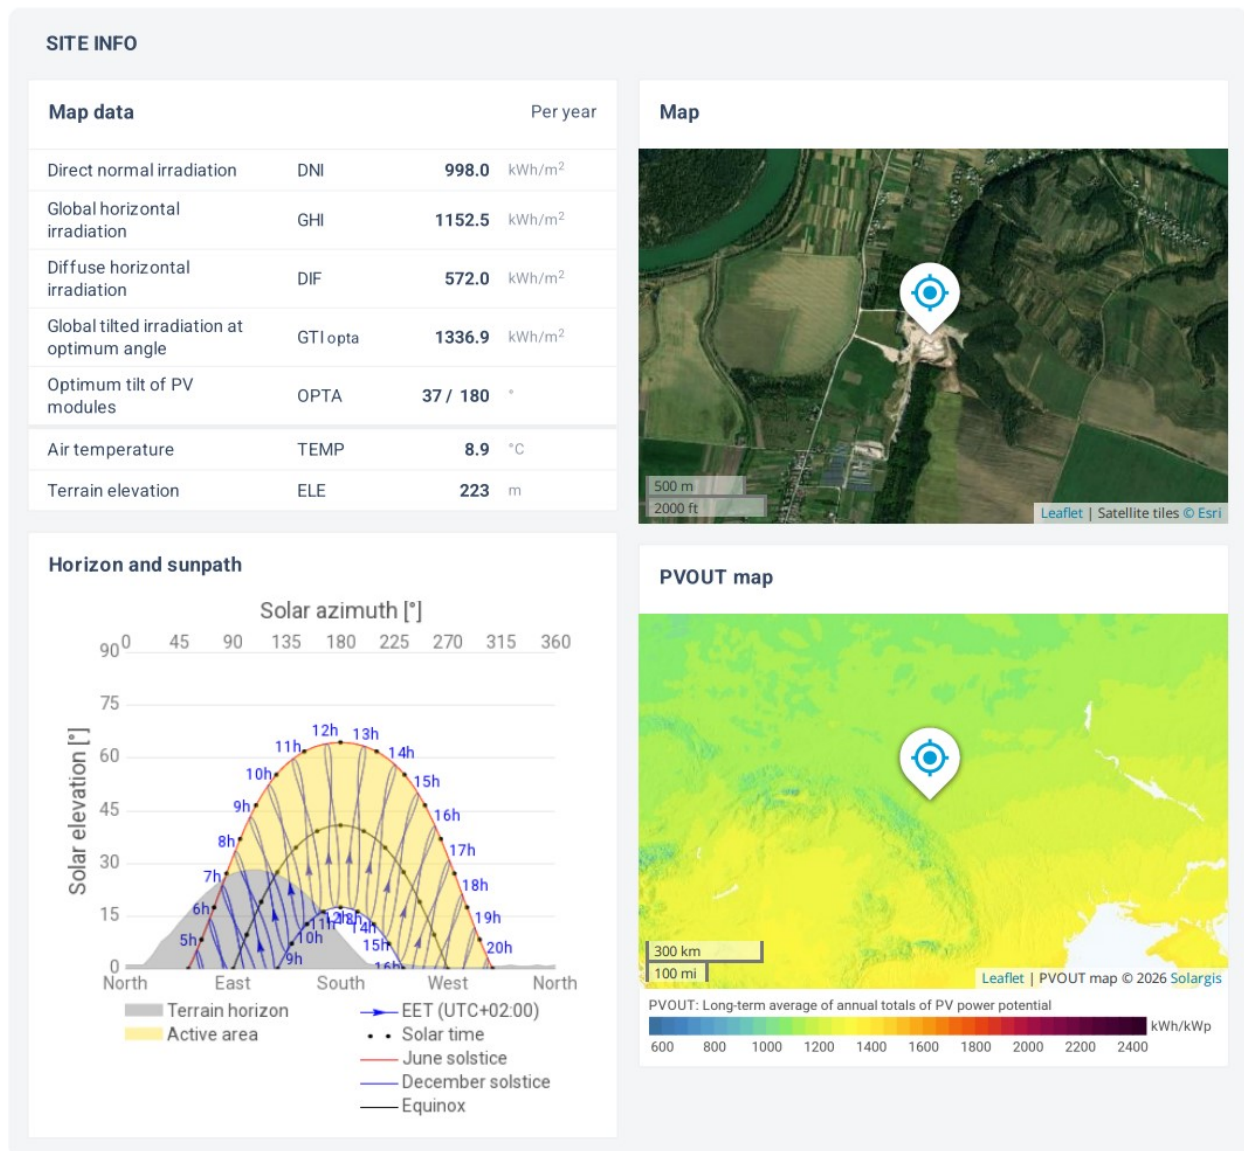 SITE INFO
Map data Per year
Direct normal irradiation DNI 998.0 kWh/m²
Global horizontal
irradiation GHI 1152.5 kWh/m²
Diffuse horizontal
irradiation DIF 572.0 kWh/m²
Global tilted irradiation at
optimum angle GTI opta 1336.9 kWh/m²
Optimum tilt of PV
modules OPTA 37 / 180 °
Air temperature TEMP 8.9 °C
Terrain elevation ELE 223 m
Map
500 m
2000 ft
Leaflet | Satellite tiles © Esri
Horizon and sunpath
Solar azimuth [°]
0 45 90 135 180 225 270 315 360
Solar elevation [°]
90
75
60
45
30
15
0
12h 13h
11h 14h
10h 15h
9h 16h
8h 17h
7h 18h
6h 19h
5h 20h
9h 10h 11h 12h 13h 14h 15h 16h
North East South West North
Terrain horizon
Active area
EET (UTC+02:00)
Solar time
June solstice
December solstice
Equinox
PVOUT map
300 km
100 mi
Leaflet | PVOUT map © 2026 Solargis
PVOUT: Long-term average of annual totals of PV power potential
kWh/kWp
600 800 1000 1200 1400 1600 1800 2000 2200 2400